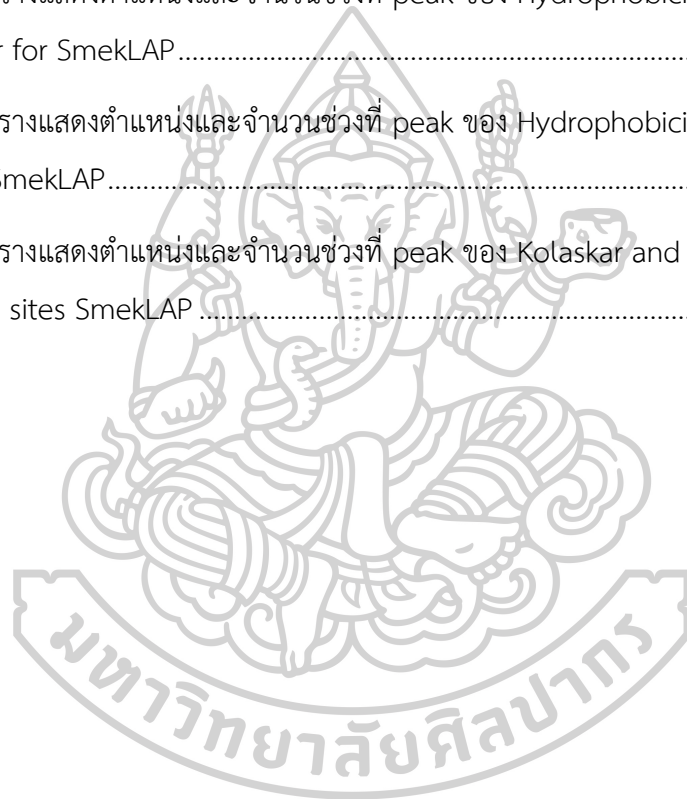 รางแสดงตำแหน่งและจำนวนช่วงที่ peak ของ Hydrophobici
r for SmekLAP
รางแสดงตำแหน่งและจำนวนช่วงที่ peak ของ Hydrophobici
SmekLAP
รางแสดงตำแหน่งและจำนวนช่วงที่ peak ของ Kolaskar and
sites SmekLAP
มหาวิทยาลัยศิลปากร